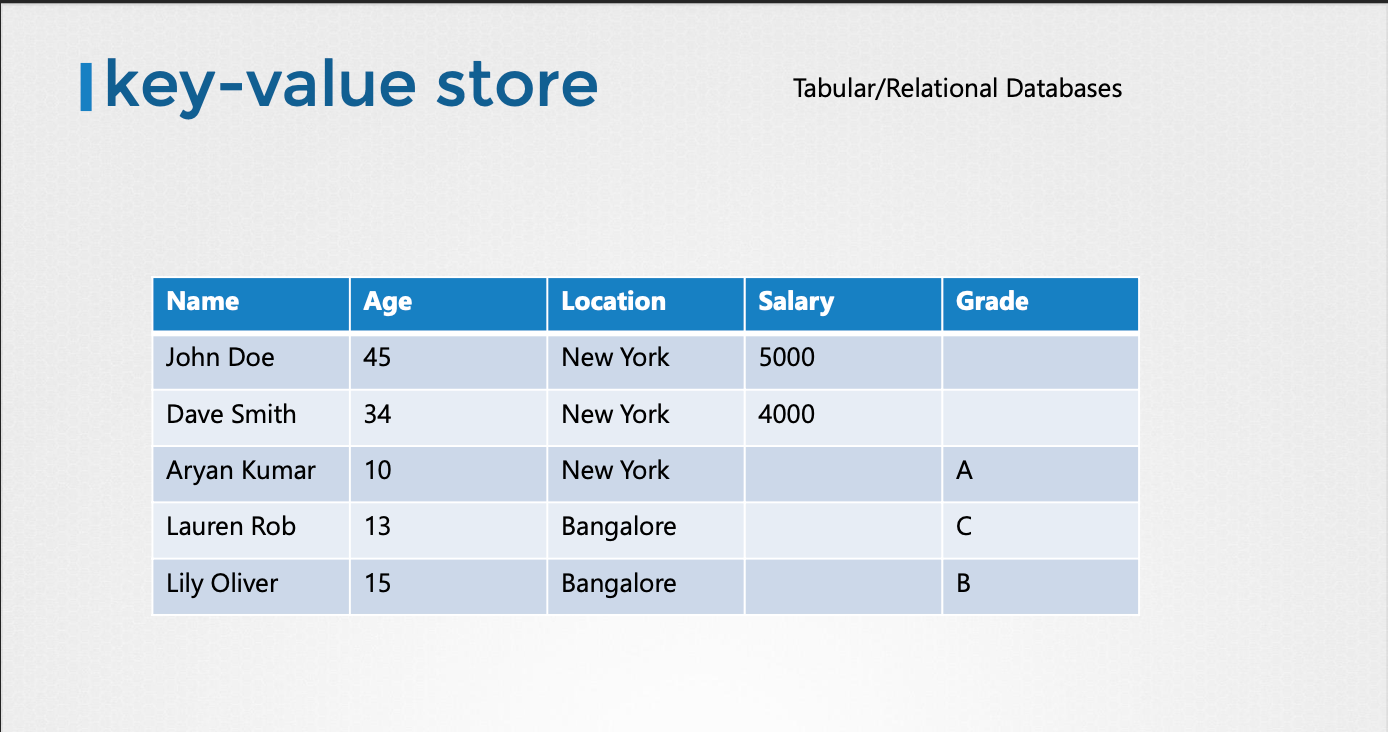 key-value store
Tabular/Relational Databases
Name Age Location Salary Grade
John Doe 45 New York 5000
Dave Smith 34 New York 4000
Aryan Kumar 10 New York A
Lauren Rob 13 Bangalore C
Lily Oliver 15 Bangalore B